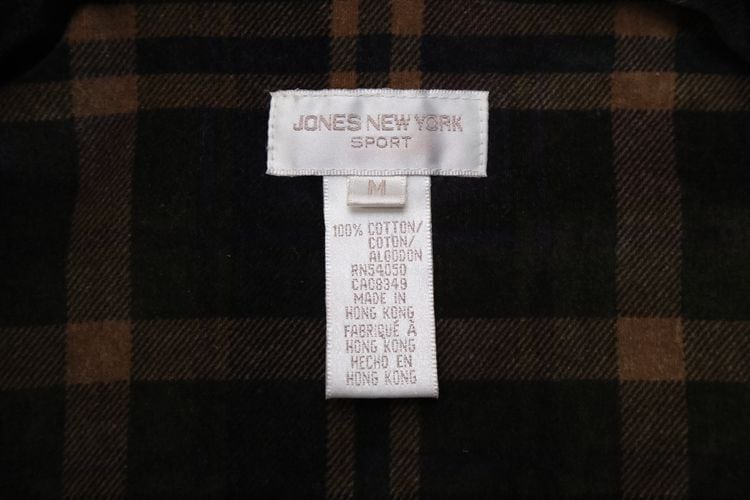 JONES NEW YORK
SPORT
M
100% COTTON/
COTON/
ALGODON
RN54050
CA08349
MADE IN
HONG KONG
FABRIQUÉ À
HONG KONG
HECHO EN
HONG KONG